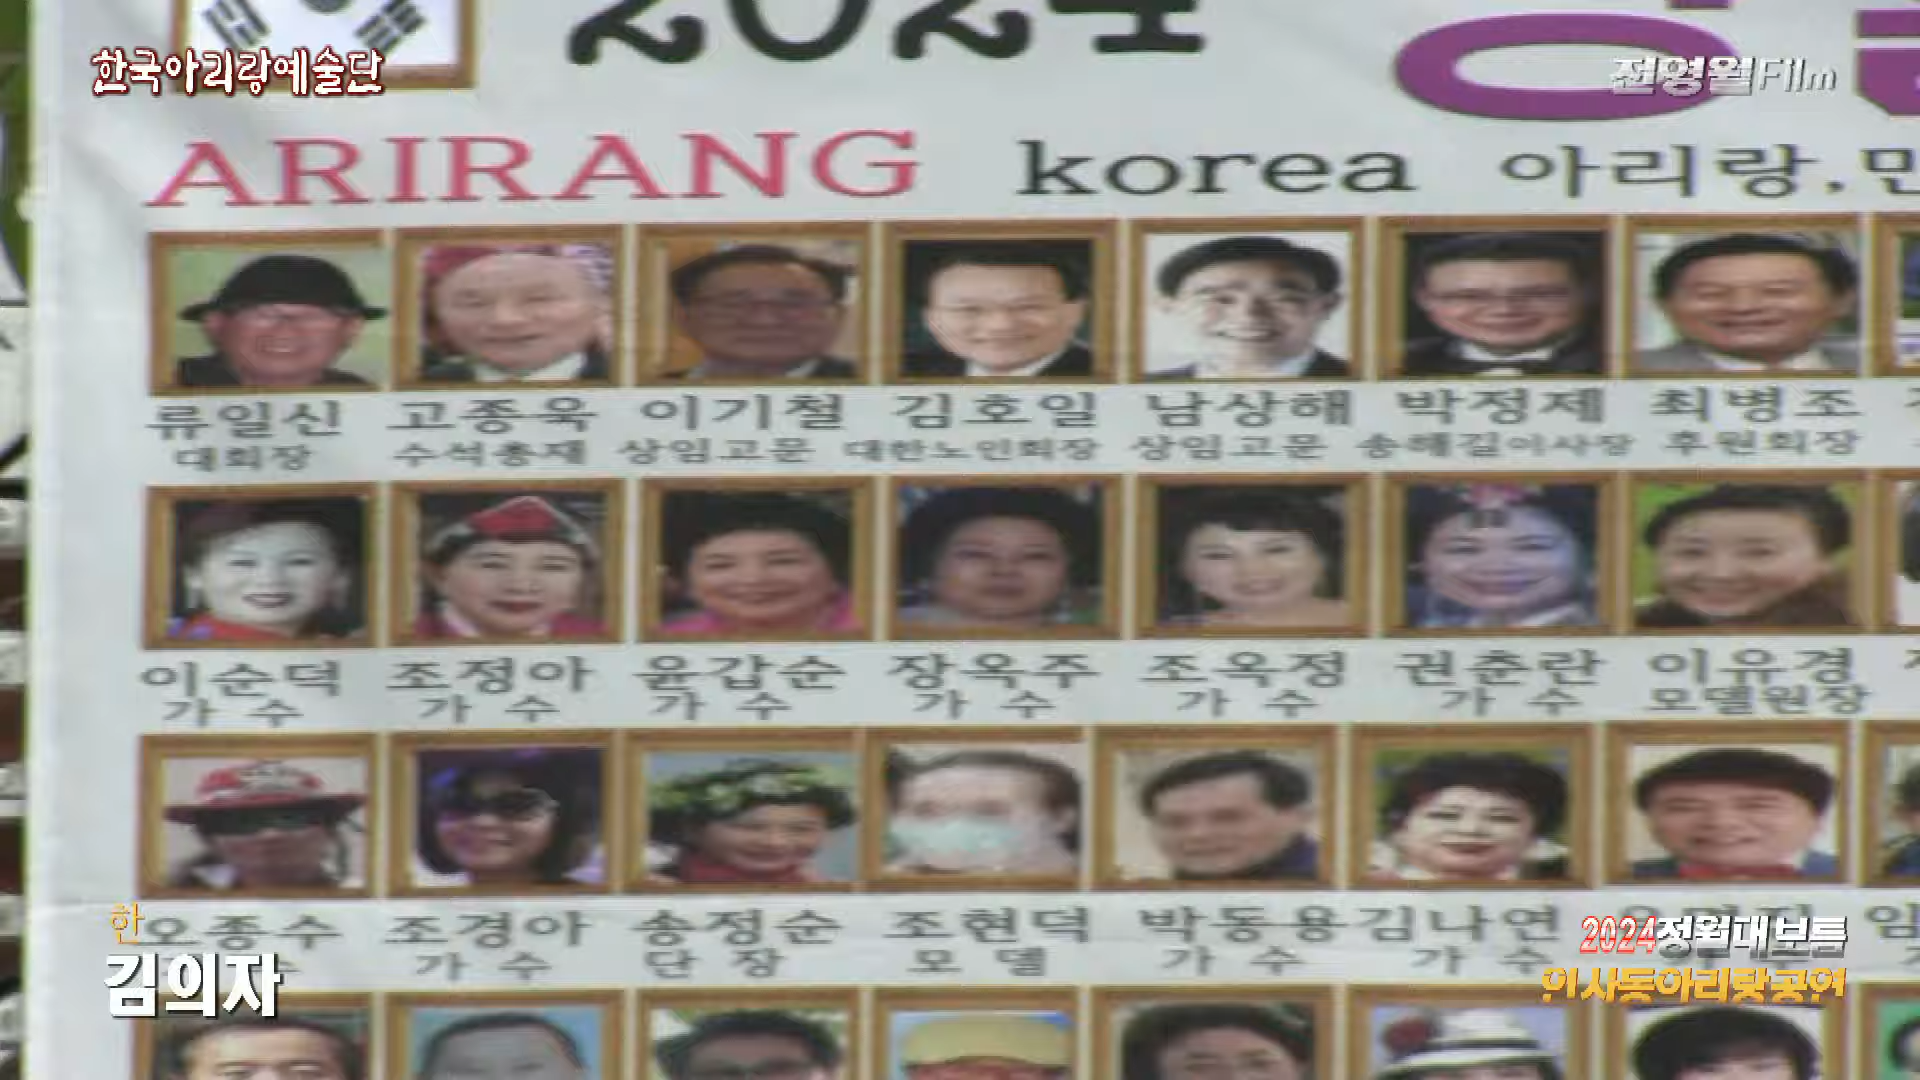 2024
한국아리랑예술단
전영월Film
ARIRANG korea 아리랑.민
류일신 고종욱 이기철 김호일 남상해 박정제 최병조
대회장 수석총재 상임고문 대한노인회장 상임고문 송해길이사장 후원회장
이순덕 조정아 윤갑순 장옥주 조옥정 권춘란 이유경
가 수 가 수 가 수 가 수 가 수 가 수 모델원장
오종수 조경아 송정순 조현덕 박동용 김나연 임
가 수 단 장 모 델 가 수 가 수
한
김의자
2024정월대보름
인사동아리랑공연